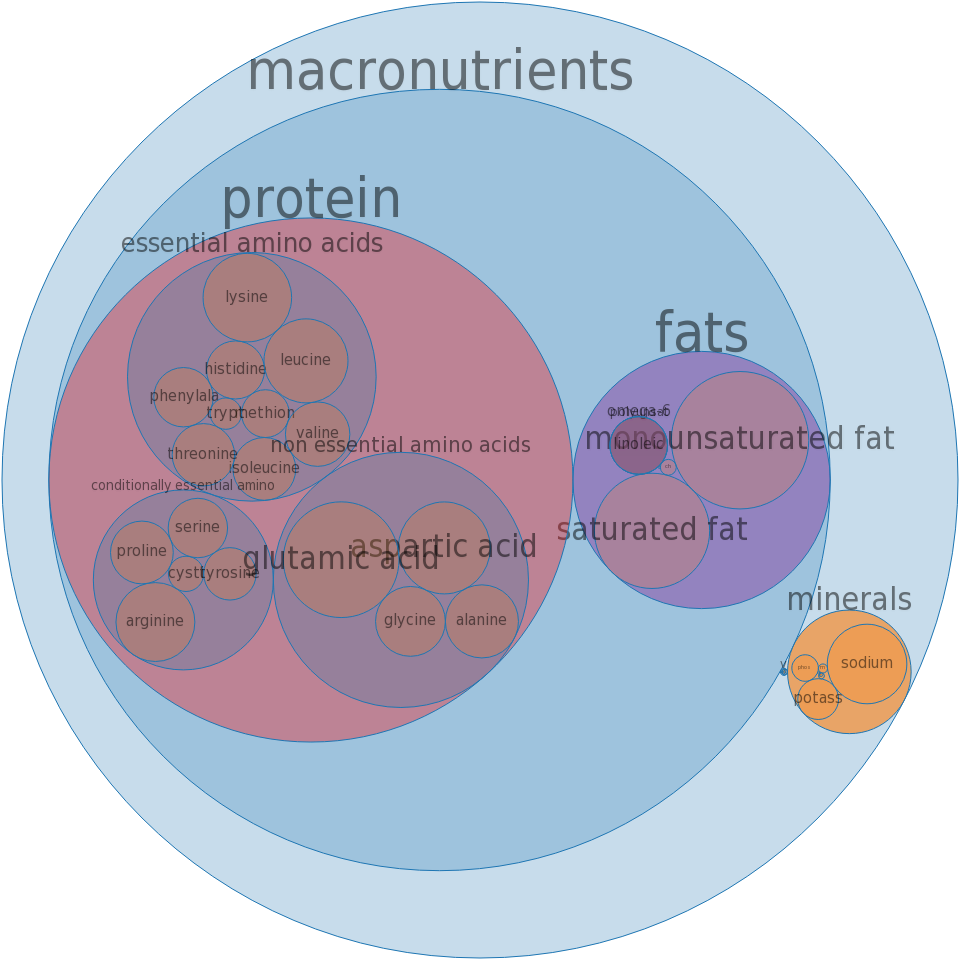 macronutrients
protein
essential amino acids
lysine
fats
leucine
histidine
phenylala
trypt
methion
omega-6
valine
monounsaturated fat
linoleic
non essential amino acids
threonine
isoleucine
ch
conditionally essential amino
serine
saturated fat
proline
aspartic acid
glutamic acid
cysti
tyrosine
minerals
glycine
alanine
arginine
sodium
phos
potass